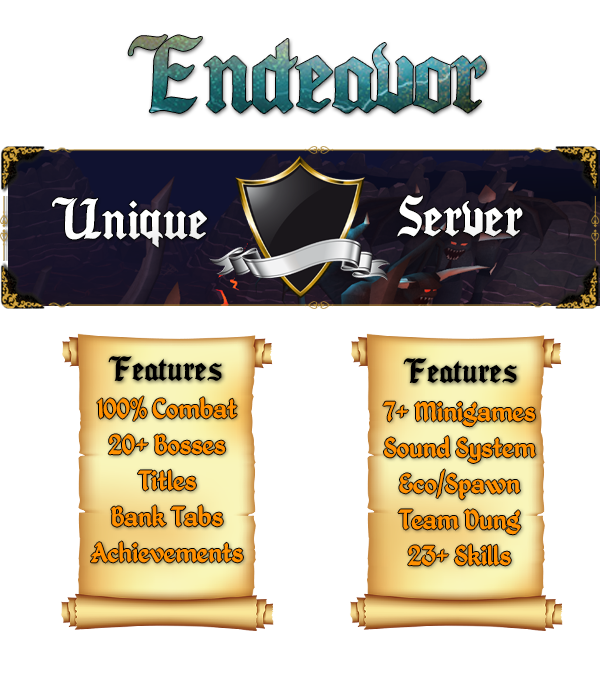 Endeavor
Unique Server
Features
100% Combat
20+ Bosses
Titles
Bank Tabs
Achievements
Features
7+ Minigames
Sound System
Eco/Spawn
Team Dung
23+ Skills